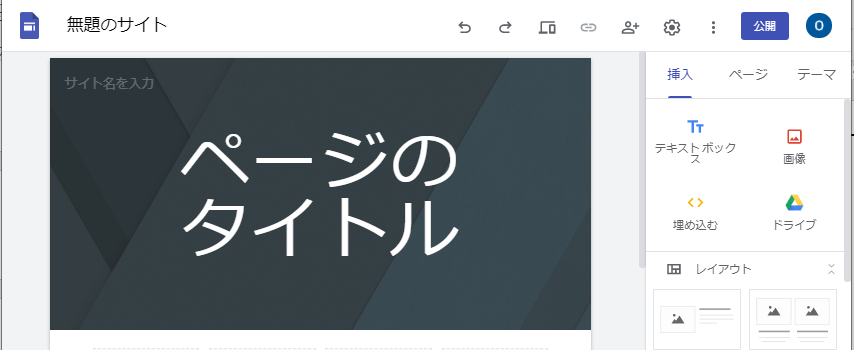 無題のサイト
公開
O
サイト名を入力
ページの
タイトル
挿入
ページ
テーマ
テキスト ボック
ス
画像
埋め込む
ドライブ
レイアウト